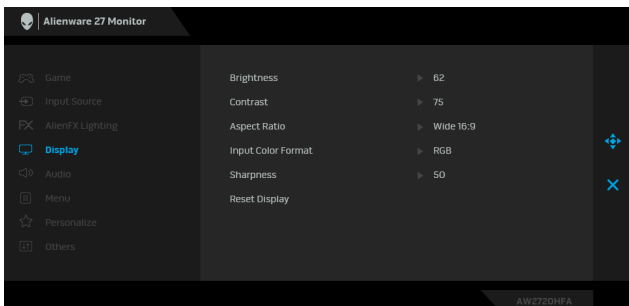 Alienware 27 Monitor
Game
Input Source
FX AlienFX Lighting
Display
Audio
Menu
Personalize
Others
Brightness 62
Contrast 75
Aspect Ratio Wide 16:9
Input Color Format RGB
Sharpness 50
Reset Display
AW2720HFA